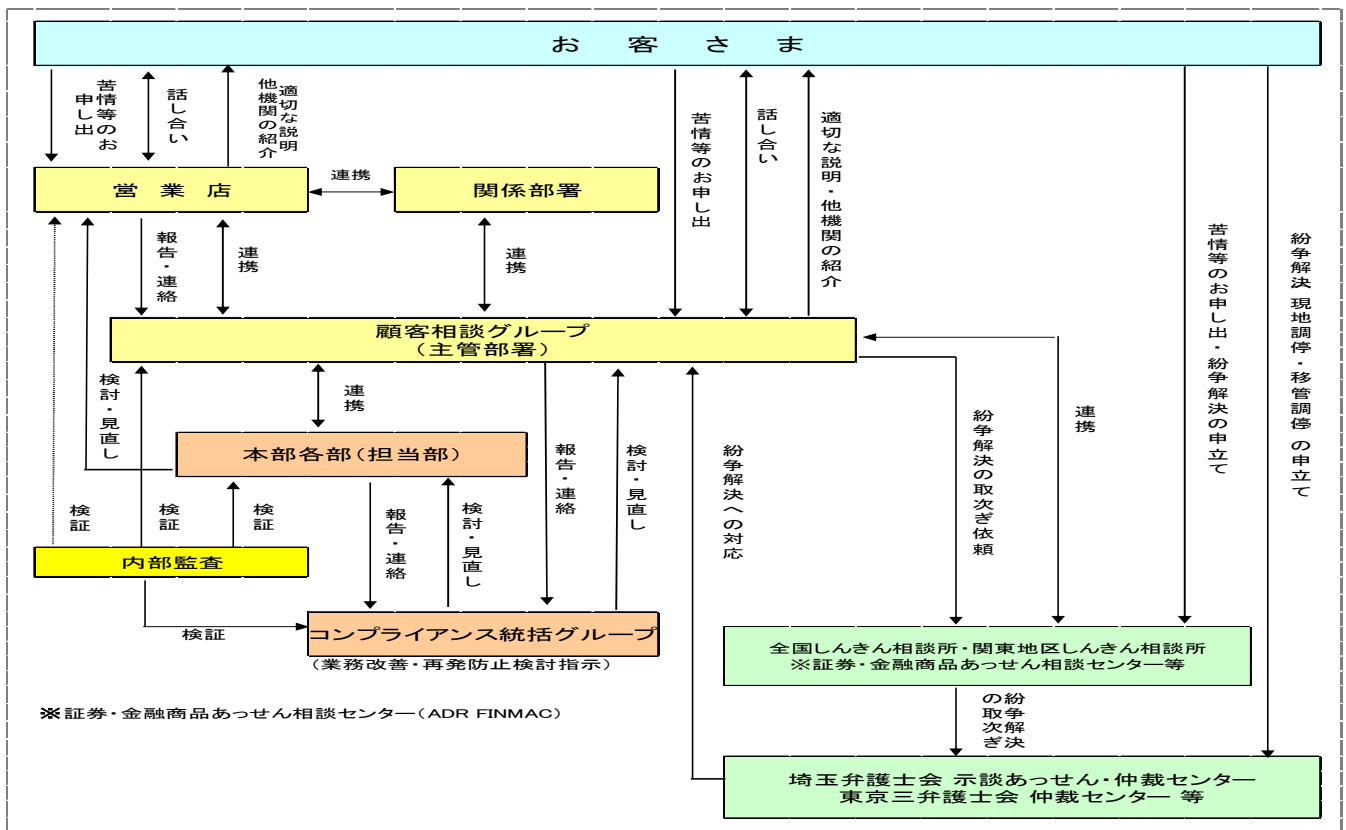 お 客 さ ま
苦情等のお
申し出
話し合い
適切な説明
他機関の紹介
苦情等のお申し出
話し合い
適切な説明・他機関の紹介
苦情等のお申し出・紛争解決の申立て
紛争解決 現地調停・移管調停 の申立て
営 業 店
連携
関係部署
報告・連絡
連携
連携
顧客相談グループ
(主管部署)
検討・見直し
連携
報告・連絡
検討・見直し
紛争解決への対応
紛争解決の取次ぎ依頼
連携
本部各部(担当部)
検証
検証
検証
報告・連絡
検討・見直し
内部監査
検証
コンプライアンス統括グループ
(業務改善・再発防止検討指示)
全国しんきん相談所・関東地区しんきん相談所
※証券・金融商品あっせん相談センター等
※証券・金融商品あっせん相談センター(ADR FINMAC)
紛争解決
の取次ぎ
埼玉弁護士会 示談あっせん・仲裁センター
東京三弁護士会 仲裁センター 等